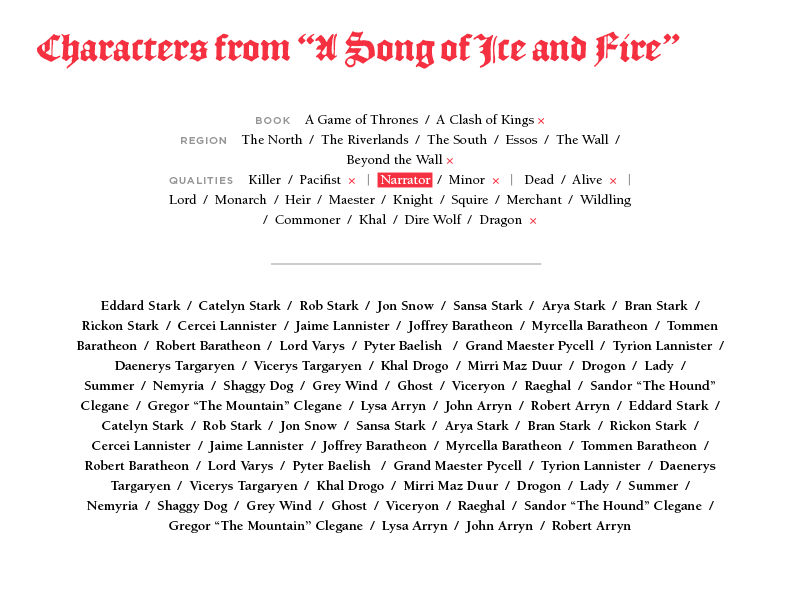 Characters from “A Song of Ice and Fire”
BOOK A Game of Thrones / A Clash of Kings ×
REGION The North / The Riverlands / The South / Essos / The Wall /
Beyond the Wall ×
QUALITIES Killer / Pacifist × | Narrator / Minor × | Dead / Alive × |
Lord / Monarch / Heir / Maester / Knight / Squire / Merchant / Wildling
/ Commoner / Khal / Dire Wolf / Dragon ×
Eddard Stark / Catelyn Stark / Rob Stark / Jon Snow / Sansa Stark / Arya Stark / Bran Stark /
Rickon Stark / Cercei Lannister / Jaime Lannister / Joffrey Baratheon / Myrcella Baratheon / Tommen
Baratheon / Robert Baratheon / Lord Varys / Pyter Baelish / Grand Maester Pycell / Tyrion Lannister /
Daenerys Targaryen / Vicerys Targaryen / Khal Drogo / Mirri Maz Duur / Drogon / Lady /
Summer / Nemyria / Shaggy Dog / Grey Wind / Ghost / Viceryon / Raeghal / Sandor “The Hound”
Clegane / Gregor “The Mountain” Clegane / Lysa Arryn / John Arryn / Robert Arryn / Eddard Stark /
Catelyn Stark / Rob Stark / Jon Snow / Sansa Stark / Arya Stark / Bran Stark / Rickon Stark /
Cercei Lannister / Jaime Lannister / Joffrey Baratheon / Myrcella Baratheon / Tommen Baratheon /
Robert Baratheon / Lord Varys / Pyter Baelish / Grand Maester Pycell / Tyrion Lannister / Daenerys
Targaryen / Vicerys Targaryen / Khal Drogo / Mirri Maz Duur / Drogon / Lady / Summer /
Nemyria / Shaggy Dog / Grey Wind / Ghost / Viceryon / Raeghal / Sandor “The Hound” Clegane /
Gregor “The Mountain” Clegane / Lysa Arryn / John Arryn / Robert Arryn